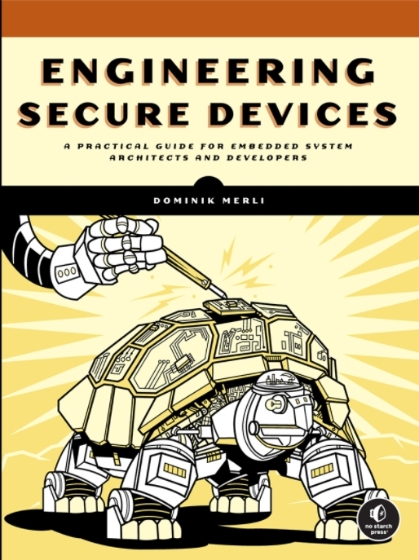 ENGINEERING
SECURE DEVICES
A PRACTICAL GUIDE FOR EMBEDDED SYSTEM
ARCHITECTS AND DEVELOPERS
DOMINIK MERLI
no starch
press